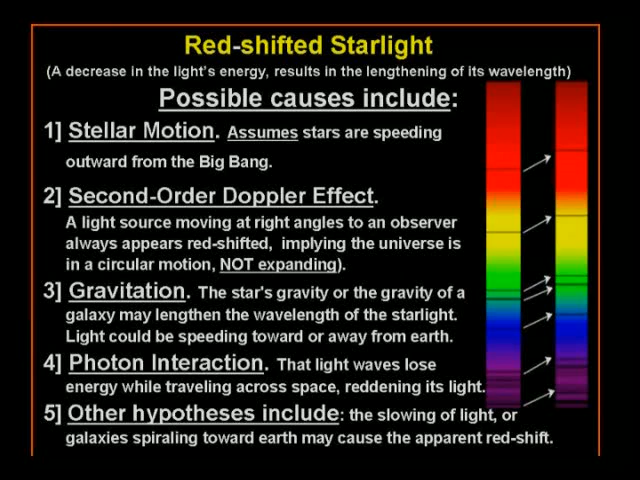 Red-shifted Starlight
(A decrease in the light's energy, results in the lengthening of its wavelength)
Possible causes include:
1] Stellar Motion. Assumes stars are speeding
outward from the Big Bang.
2] Second-Order Doppler Effect.
A light source moving at right angles to an observer
always appears red-shifted, implying the universe is
in a circular motion, NOT expanding).
3] Gravitation. The star's gravity or the gravity of a
galaxy may lengthen the wavelength of the starlight.
Light could be speeding toward or away from earth.
4] Photon Interaction. That light waves lose
energy while traveling across space, reddening its light.
5] Other hypotheses include: the slowing of light, or
galaxies spiraling toward earth may cause the apparent red-shift.